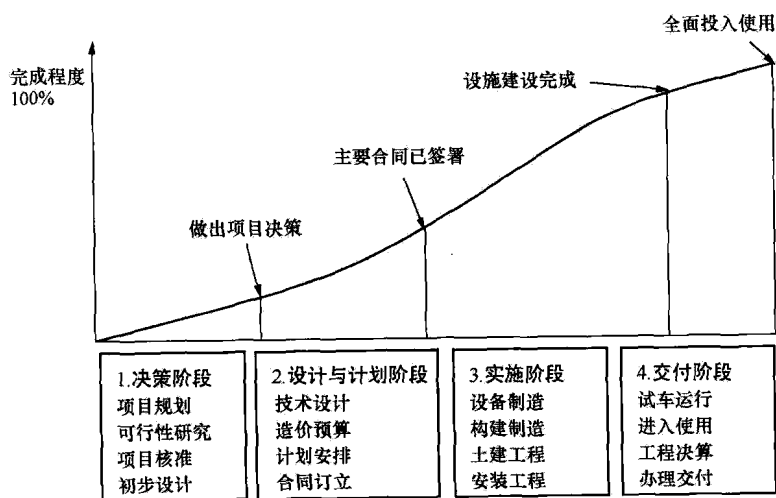 全面投入使用
完成程度
100%
设施建设完成
主要合同已签署
做出项目决策
1.决策阶段
项目规划
可行性研究
项目核准
初步设计
2.设计与计划阶段
技术设计
造价预算
计划安排
合同订立
3.实施阶段
设备制造
构建制造
土建工程
安装工程
4.交付阶段
试车运行
进入使用
工程决算
办理交付